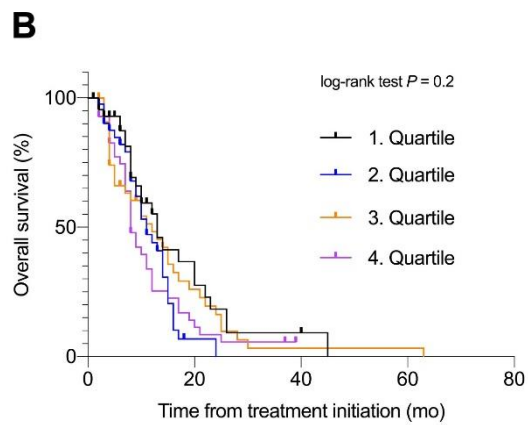 B
log-rank test P = 0.2
1. Quartile
2. Quartile
3. Quartile
4. Quartile
Overall survival (%)
100
50
0
0 20 40 60 80
Time from treatment initiation (mo)